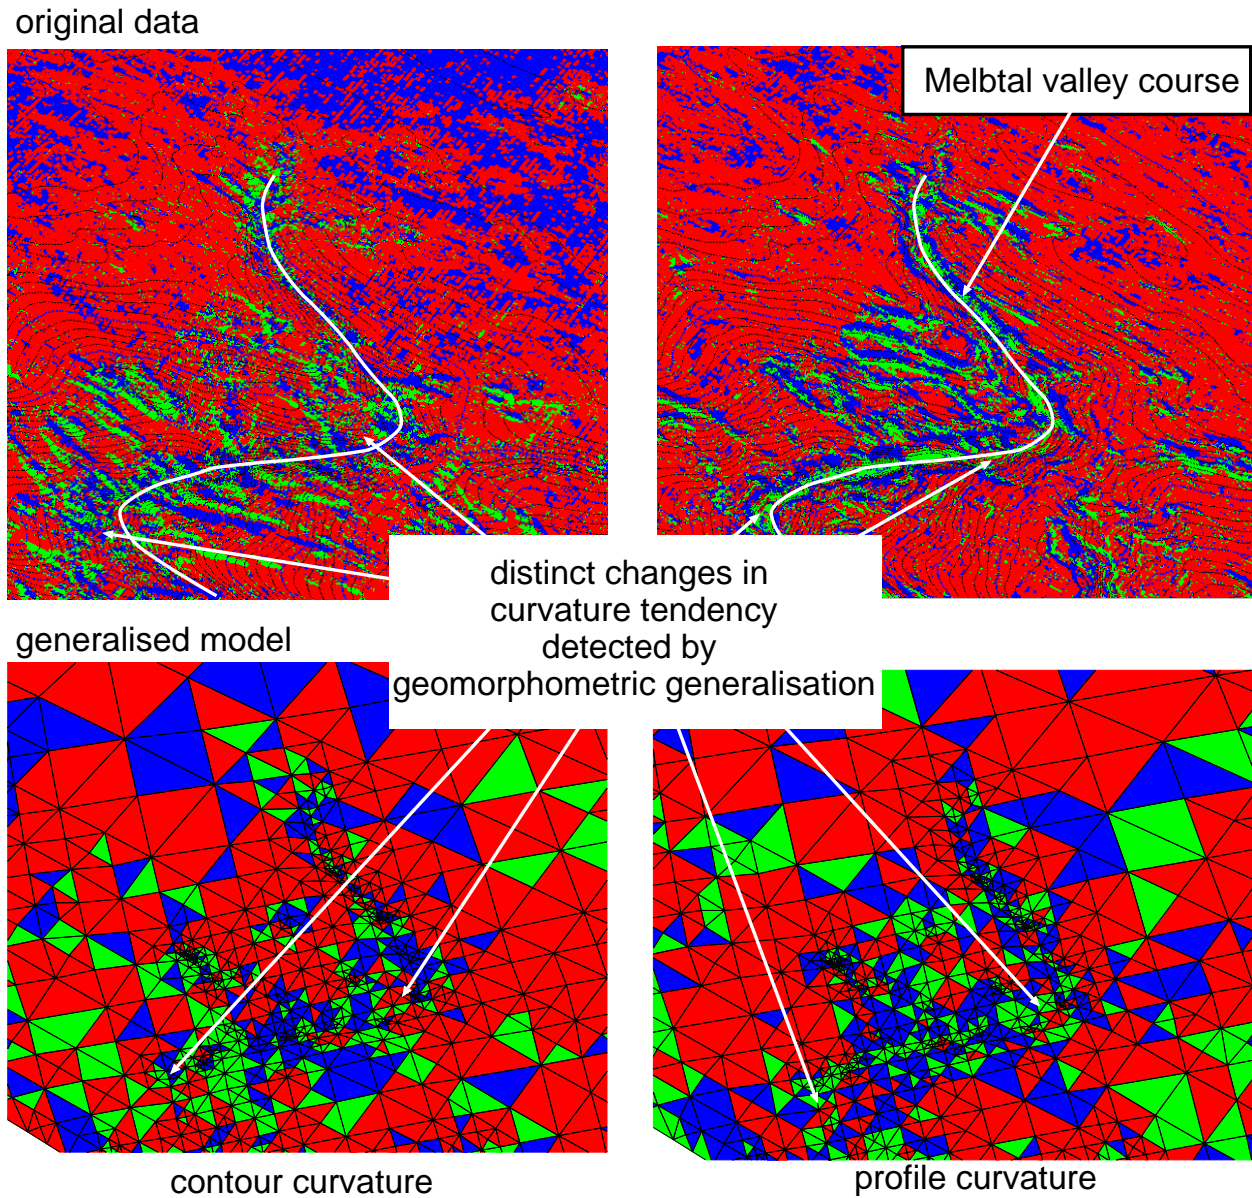 original data
Melbtal valley course
distinct changes in
curvature tendency
detected by
geomorphometric generalisation
generalised model
contour curvature
profile curvature